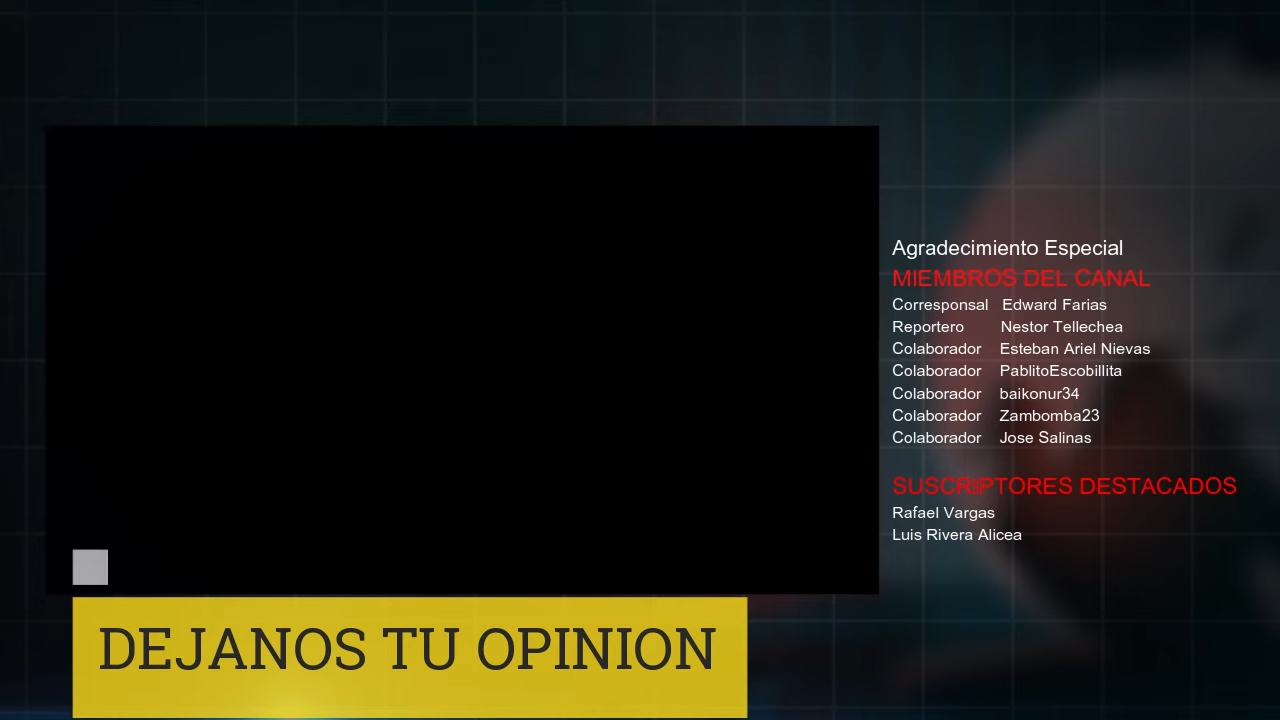 Agradecimiento Especial
MIEMBROS DEL CANAL
Corresponsal Edward Farias
Reportero Nestor Tellechea
Colaborador Esteban Ariel Nievas
Colaborador PablitoEscobillita
Colaborador baikonur34
Colaborador Zambomba23
Colaborador Jose Salinas
SUSCRIPTORES DESTACADOS
Rafael Vargas
Luis Rivera Alicea
DEJANOS TU OPINION